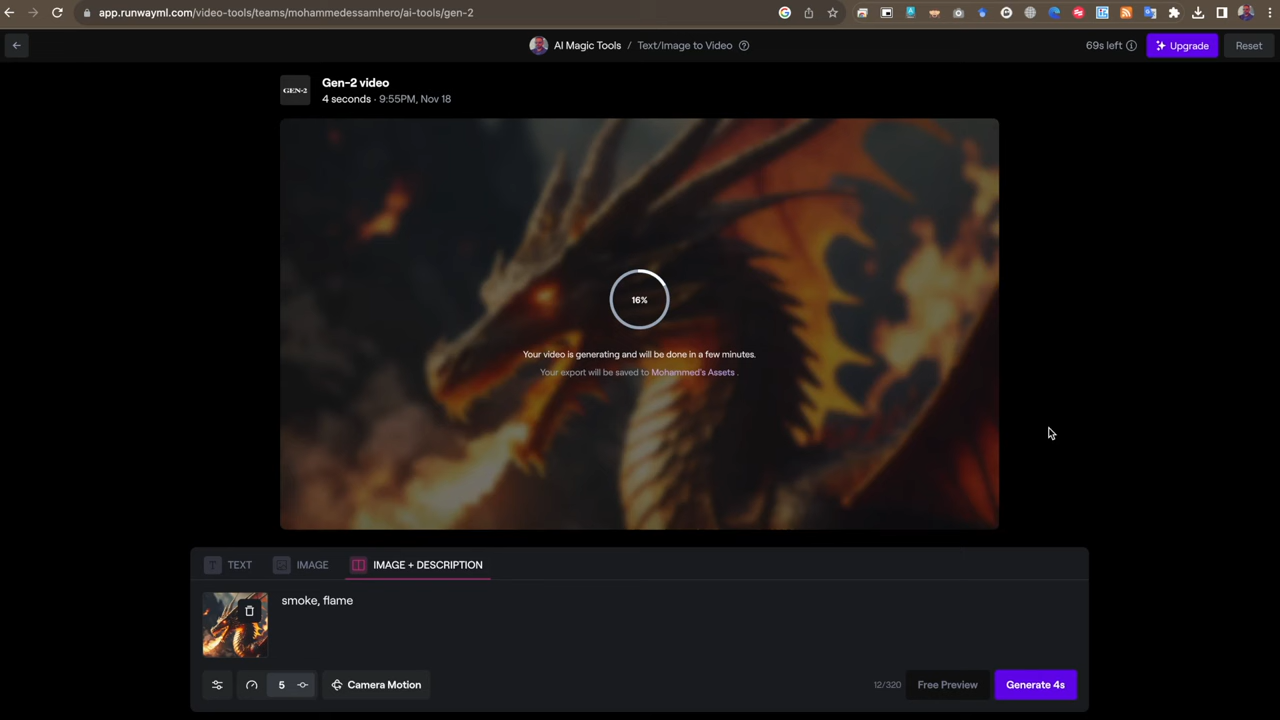 app.runwayml.com/video-tools/teams/mohammedessamhero/ai-tools/gen-2
AI Magic Tools / Text/Image to Video
69s left
Upgrade
Reset
GEN-2
Gen-2 video
4 seconds · 9:55PM, Nov 18
16%
Your video is generating and will be done in a few minutes.
Your export will be saved to Mohammed's Assets .
TEXT
IMAGE
IMAGE + DESCRIPTION
smoke, flame
5
Camera Motion
12/320
Free Preview
Generate 4s